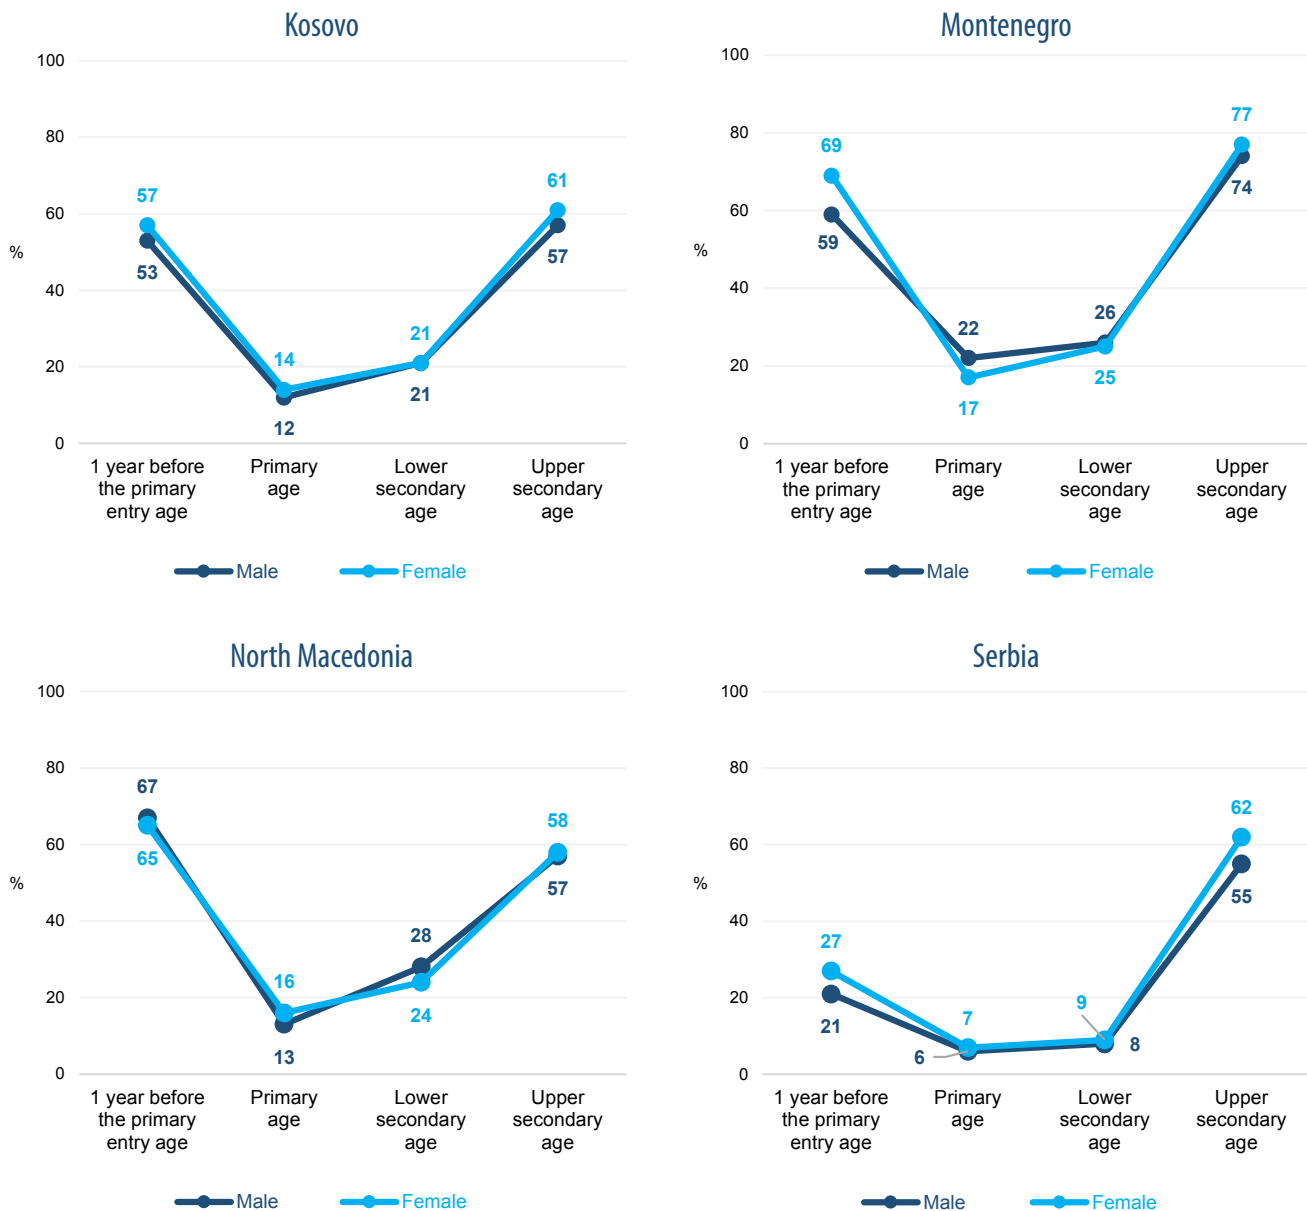 Kosovo
100
80
60
%
40
20
0
57
53
14
12
21
21
61
57
1 year before
the primary
entry age
Primary
age
Lower
secondary
age
Upper
secondary
age
Male
Female
Montenegro
100
80
60
%
40
20
0
69
59
22
17
26
25
77
74
1 year before
the primary
entry age
Primary
age
Lower
secondary
age
Upper
secondary
age
Male
Female
North Macedonia
100
80
60
%
40
20
0
67
65
16
13
28
24
58
57
1 year before
the primary
entry age
Primary
age
Lower
secondary
age
Upper
secondary
age
Male
Female
Serbia
100
80
60
%
40
20
0
27
21
7
6
9
8
62
55
1 year before
the primary
entry age
Primary
age
Lower
secondary
age
Upper
secondary
age
Male
Female